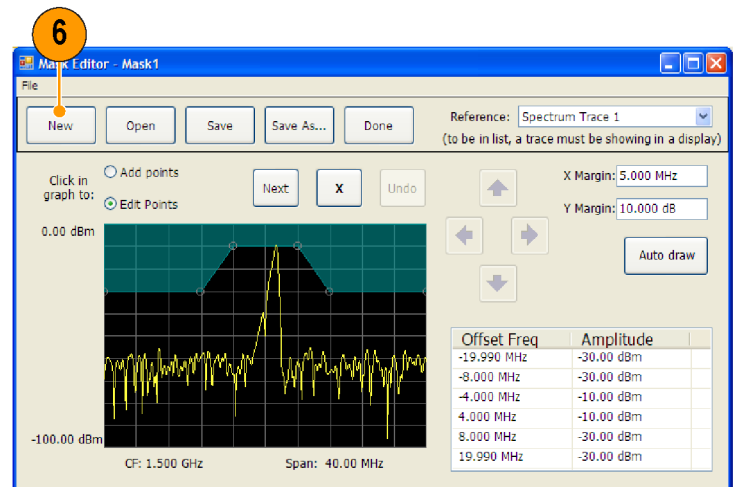 6
Mask Editor - Mask1
File
New
Open
Save
Save As...
Done
Reference:
Spectrum Trace 1
(to be in list, a trace must be showing in a display)
Click in
graph to:
Add points
Edit Points
Next
X
Undo
X Margin:
5.000 MHz
Y Margin:
10.000 dB
Auto draw
0.00 dBm
-100.00 dBm
CF: 1.500 GHz
Span: 40.00 MHz
Offset Freq Amplitude
-19.990 MHz -30.00 dBm
-8.000 MHz -30.00 dBm
-4.000 MHz -10.00 dBm
4.000 MHz -10.00 dBm
8.000 MHz -30.00 dBm
19.990 MHz -30.00 dBm